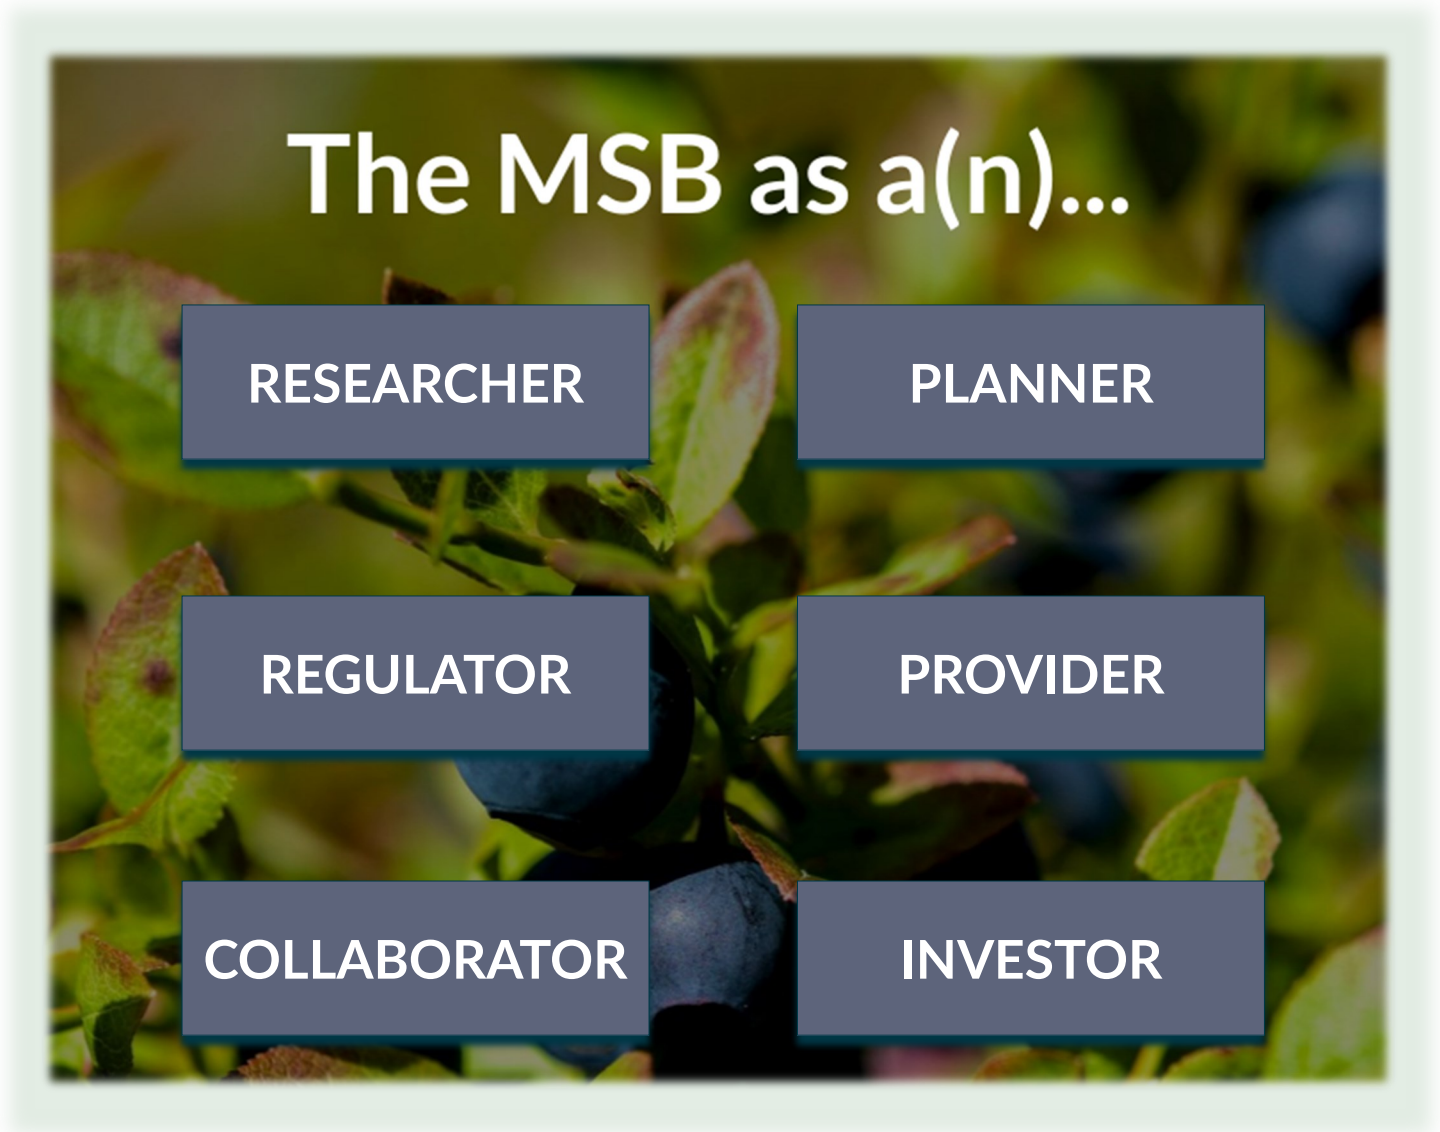 The MSB as a(n)...
RESEARCHER
PLANNER
REGULATOR
PROVIDER
COLLABORATOR
INVESTOR